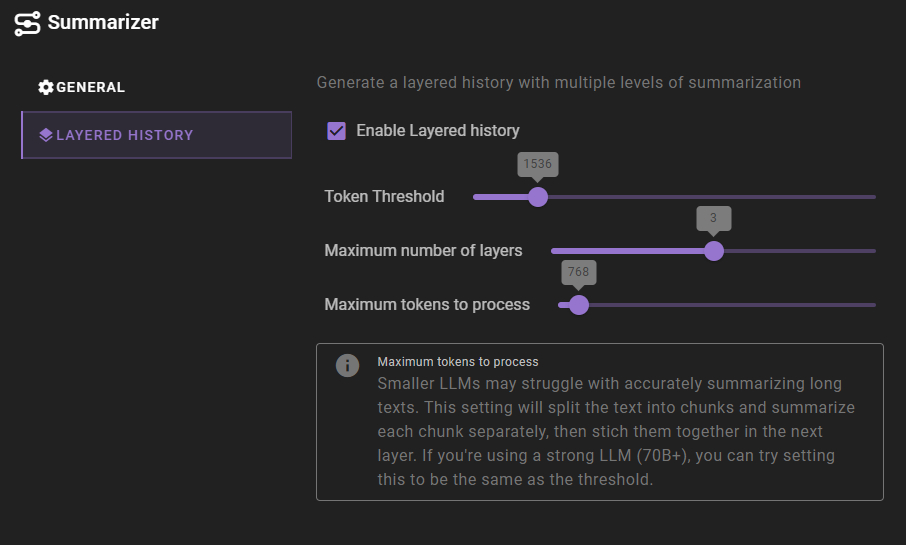 Summarizer
GENERAL
LAYERED HISTORY
Generate a layered history with multiple levels of summarization
Enable Layered history
1536
Token Threshold
3
Maximum number of layers
768
Maximum tokens to process
Maximum tokens to process
Smaller LLMs may struggle with accurately summarizing long
texts. This setting will split the text into chunks and summarize
each chunk separately, then stich them together in the next
layer. If you're using a strong LLM (70B+), you can try setting
this to be the same as the threshold.